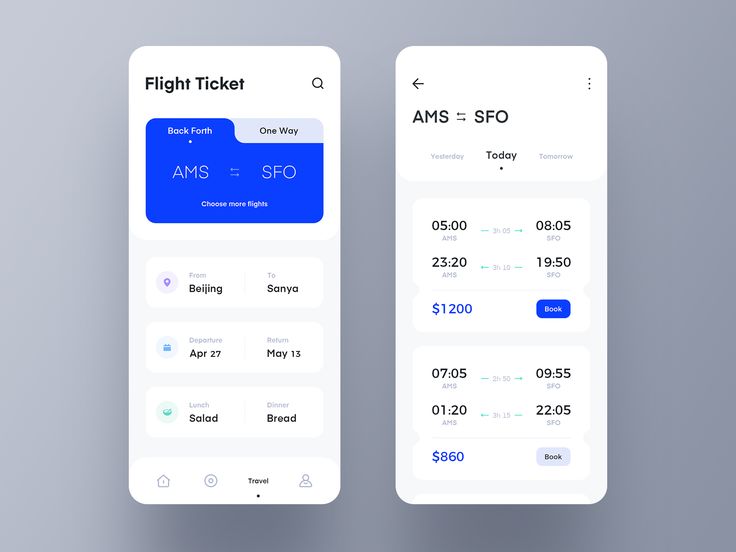 Flight Ticket
Back Forth One Way
AMS SFO
Choose more flights
From To
Beijing Sanya
Departure Return
Apr 27 May 13
Lunch Dinner
Salad Bread
Travel
AMS SFO
Yesterday Today Tomorrow
05:00 3h 05 08:05
AMS SFO
23:20 3h 10 19:50
AMS SFO
$1200 Book
07:05 2h 50 09:55
AMS SFO
01:20 3h 15 22:05
AMS SFO
$860 Book